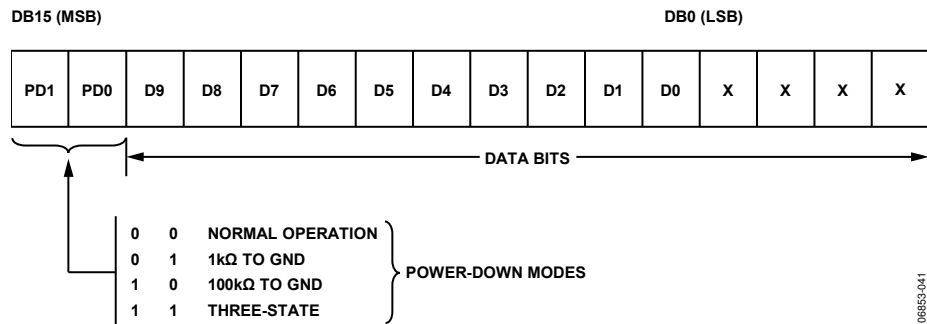 DB15 (MSB) DB0 (LSB)
PD1 PD0 D9 D8 D7 D6 D5 D4 D3 D2 D1 D0 X X X X
DATA BITS
0 0 NORMAL OPERATION
0 1 1kΩ TO GND
1 0 100kΩ TO GND
1 1 THREE-STATE
POWER-DOWN MODES
06853-041